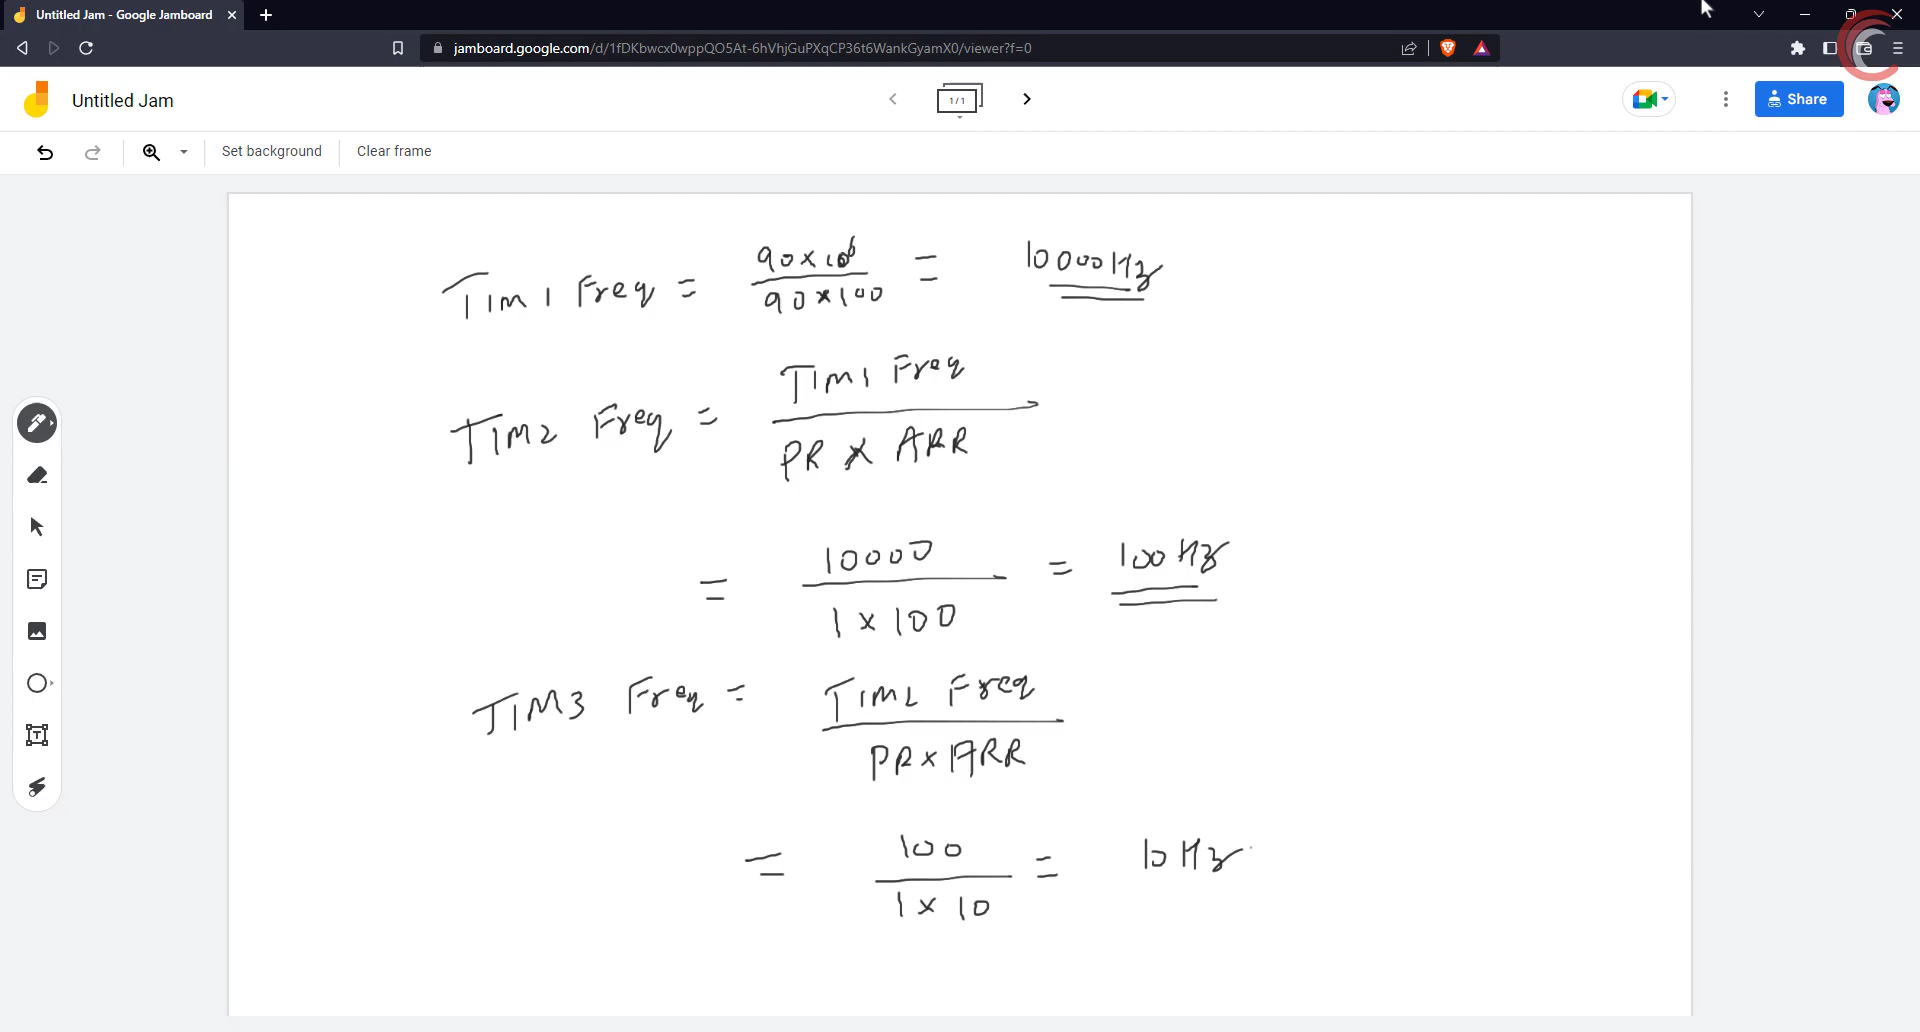 Untitled Jam - Google Jamboard
jamboard.google.com/d/1fDKbwcx0wppQO5At-6hVhjGuPXqCP36t6WankGyamX0/viewer?f=0
Untitled Jam
1/1
Share
Set background
Clear frame
TIM1 Freq = 90x10⁶ / 90x100 = 10000Hz
TIM2 Freq = TIM1 Freq / PR x ARR
= 10000 / 1 x 100 = 100Hz
TIM3 Freq = TIM2 Freq / PR x ARR
= 100 / 1 x 10 = 10Hz